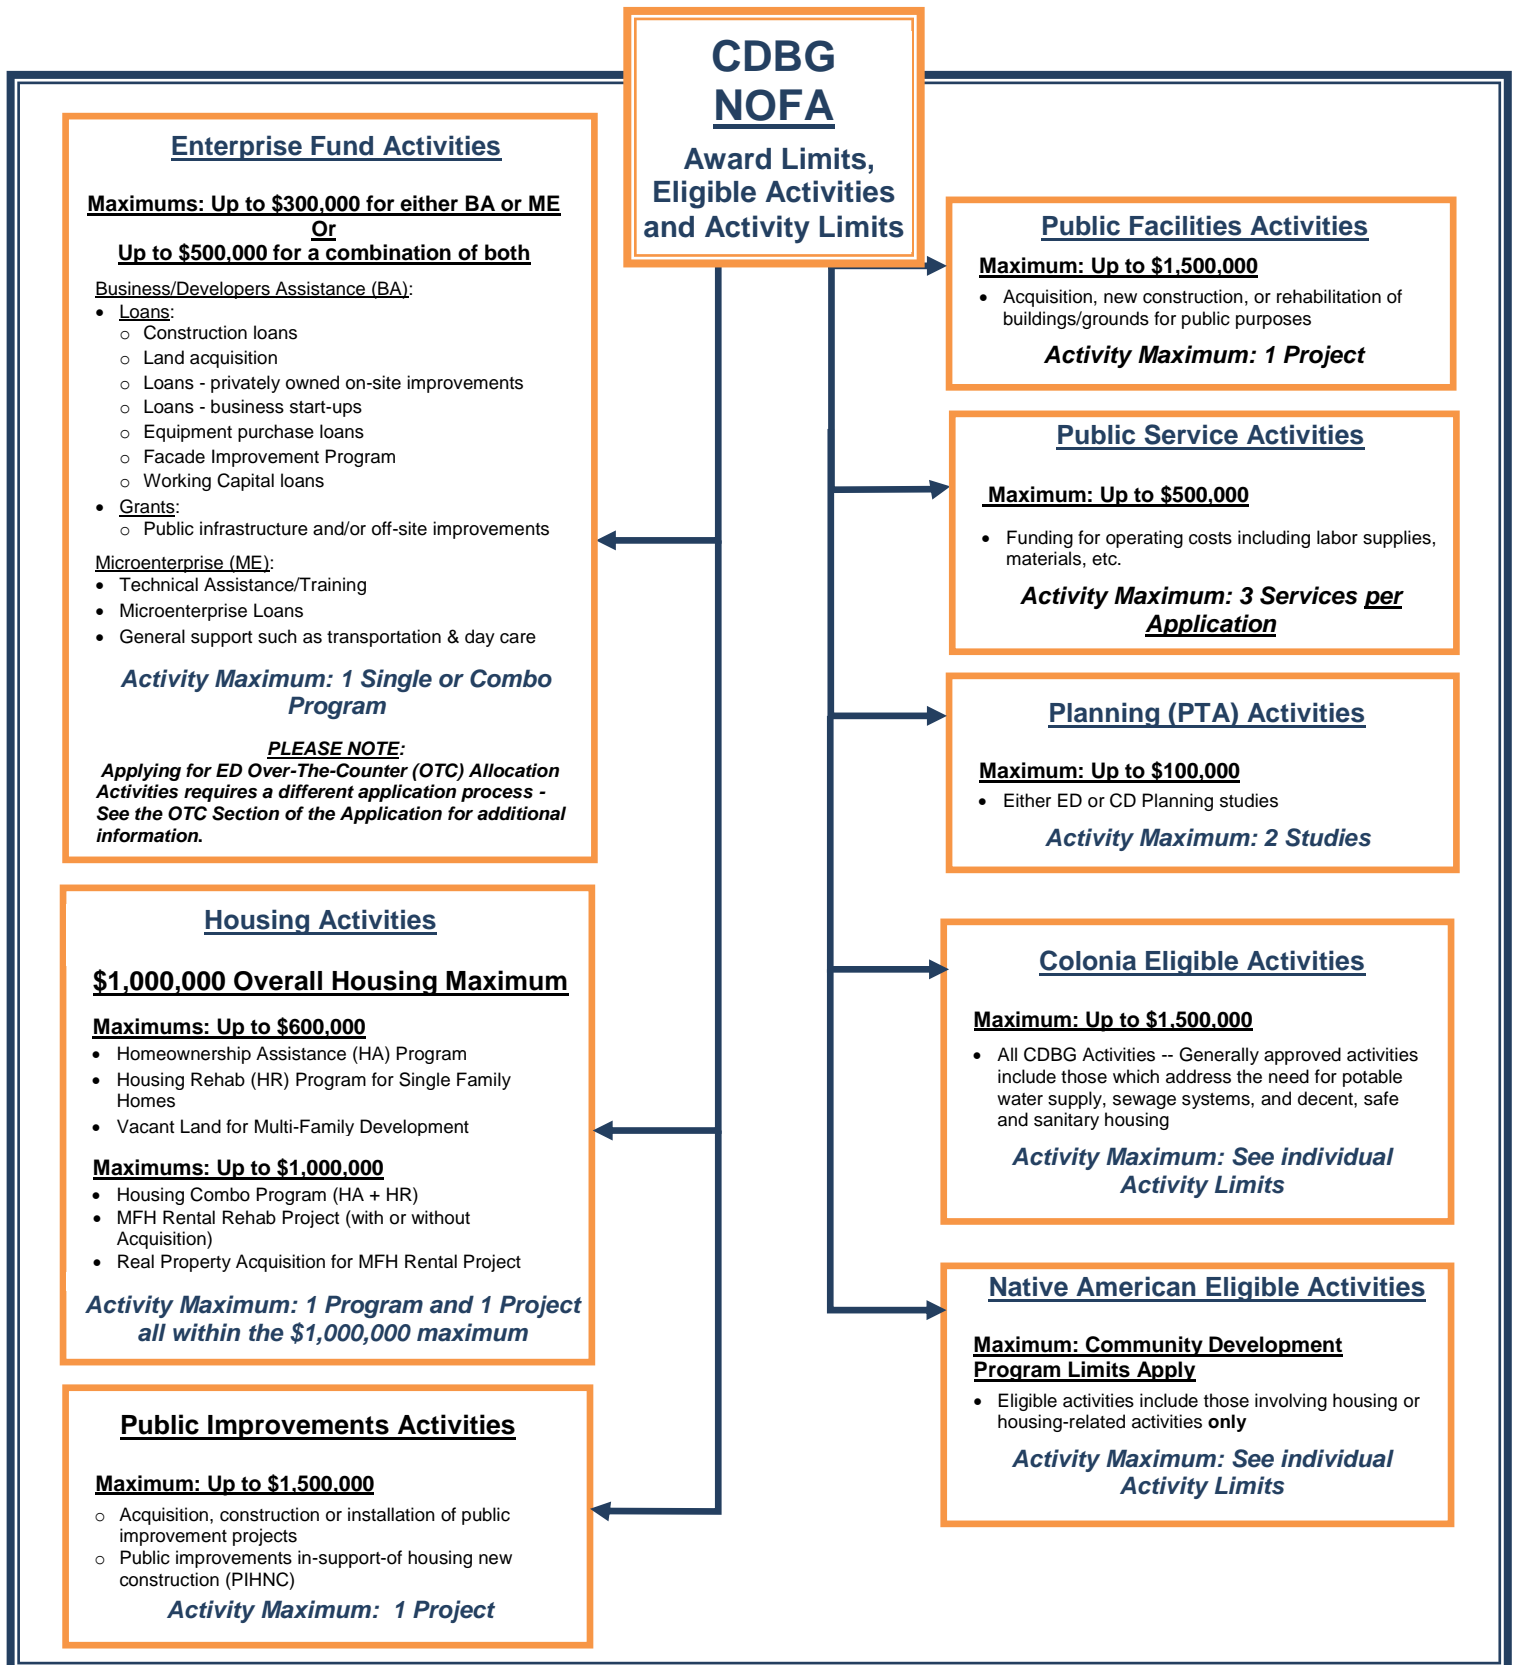 CDBG
NOFA
Award Limits,
Eligible Activities
and Activity Limits
Enterprise Fund Activities
Maximums: Up to $300,000 for either BA or ME
Or
Up to $500,000 for a combination of both
Business/Developers Assistance (BA):
• Loans:
o Construction loans
o Land acquisition
o Loans - privately owned on-site improvements
o Loans - business start-ups
o Equipment purchase loans
o Facade Improvement Program
o Working Capital loans
• Grants:
o Public infrastructure and/or off-site improvements
Microenterprise (ME):
• Technical Assistance/Training
• Microenterprise Loans
• General support such as transportation & day care
Activity Maximum: 1 Single or Combo
Program
PLEASE NOTE:
Applying for ED Over-The-Counter (OTC) Allocation
Activities requires a different application process -
See the OTC Section of the Application for additional
information.
Housing Activities
$1,000,000 Overall Housing Maximum
Maximums: Up to $600,000
• Homeownership Assistance (HA) Program
• Housing Rehab (HR) Program for Single Family
Homes
• Vacant Land for Multi-Family Development
Maximums: Up to $1,000,000
• Housing Combo Program (HA + HR)
• MFH Rental Rehab Project (with or without
Acquisition)
• Real Property Acquisition for MFH Rental Project
Activity Maximum: 1 Program and 1 Project
all within the $1,000,000 maximum
Public Improvements Activities
Maximum: Up to $1,500,000
o Acquisition, construction or installation of public
improvement projects
o Public improvements in-support-of housing new
construction (PIHNC)
Activity Maximum: 1 Project
Public Facilities Activities
Maximum: Up to $1,500,000
• Acquisition, new construction, or rehabilitation of
buildings/grounds for public purposes
Activity Maximum: 1 Project
Public Service Activities
Maximum: Up to $500,000
• Funding for operating costs including labor supplies,
materials, etc.
Activity Maximum: 3 Services per
Application
Planning (PTA) Activities
Maximum: Up to $100,000
• Either ED or CD Planning studies
Activity Maximum: 2 Studies
Colonia Eligible Activities
Maximum: Up to $1,500,000
• All CDBG Activities -- Generally approved activities
include those which address the need for potable
water supply, sewage systems, and decent, safe
and sanitary housing
Activity Maximum: See individual
Activity Limits
Native American Eligible Activities
Maximum: Community Development
Program Limits Apply
• Eligible activities include those involving housing or
housing-related activities only
Activity Maximum: See individual
Activity Limits